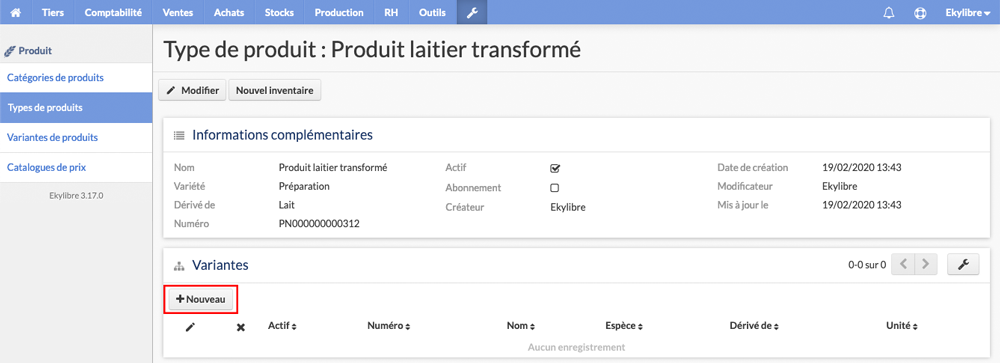 Tiers Comptabilité Ventes Achats Stocks Production RH Outils Ekylibre
Produit
Catégories de produits
Types de produits
Variantes de produits
Catalogues de prix
Ekylibre 3.17.0
Type de produit : Produit laitier transformé
Modifier Nouvel inventaire
Informations complémentaires
Nom Produit laitier transformé Actif Date de création 19/02/2020 13:43
Variété Préparation Abonnement Modificateur Ekylibre
Dérivé de Lait Créateur Ekylibre Mis à jour le 19/02/2020 13:43
Numéro PN000000000312
Variantes 0-0 sur 0
+Nouveau
Actif Numéro Nom Espèce Dérivé de Unité
Aucun enregistrement